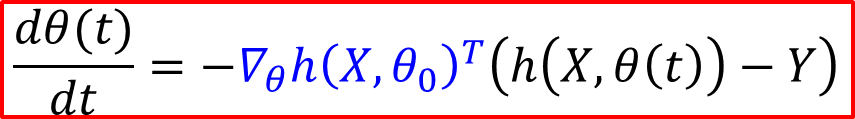 dθ(t)/dt = −∇_θ h(X, θ_0)^T (h(X, θ(t)) − Y)